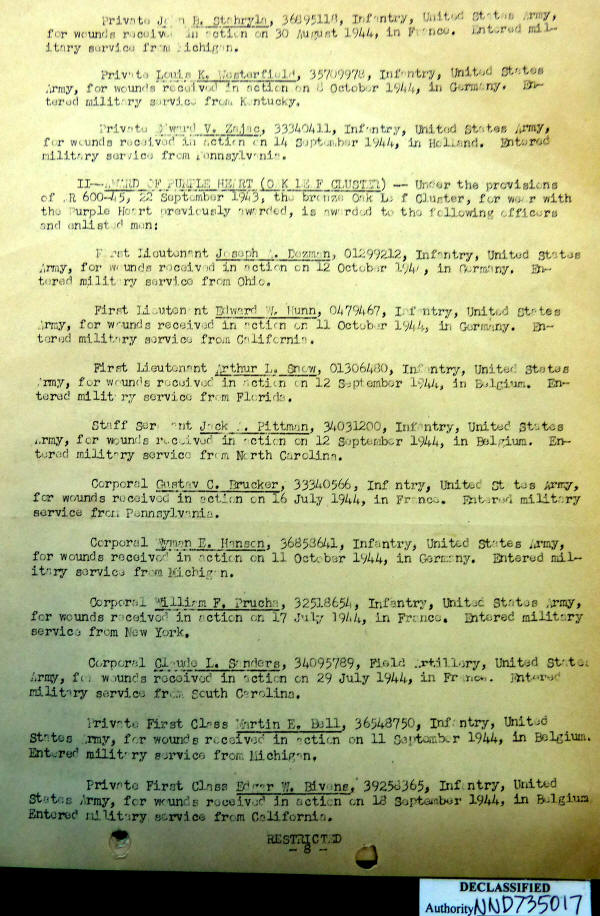 Private John B. Stahryla, 36895118, Infantry, United States Army,
for wounds received in action on 30 August 1944, in France. Entered mil-
itary service from Michigan.
Private Louis K. Westerfield, 35709978, Infantry, United States
Army, for wounds received in action on 8 October 1944, in Germany. En-
tered military service from Kentucky.
Private Edward V. Zajac, 33340411, Infantry, United States Army,
for wounds received in action on 14 September 1944, in Holland. Entered
military service from Pennsylvania.
II--AWARD OF PURPLE HEART (OAK LEAF CLUSTER) -- Under the provisions
of AR 600-45, 22 September 1943, the bronze Oak Leaf Cluster, for wear with
the Purple Heart previously awarded, is awarded to the following officers
and enlisted men:
First Lieutenant Joseph A. Dezman, 01299212, Infantry, United States
Army, for wounds received in action on 12 October 1944, in Germany. En-
tered military service from Ohio.
First Lieutenant Edward W. Nunn, 0479467, Infantry, United States
Army, for wounds received in action on 11 October 1944, in Germany. En-
tered military service from California.
First Lieutenant Arthur L. Snow, 01306480, Infantry, United States
Army, for wounds received in action on 12 September 1944, in Belgium. En-
tered military service from Florida.
Staff Sergeant Jack A. Pittman, 34031200, Infantry, United States
Army, for wounds received in action on 12 September 1944, in Belgium. En-
tered military service from North Carolina.
Corporal Gustav C. Brucker, 33340566, Infantry, United States Army,
for wounds received in action on 16 July 1944, in France. Entered military
service from Pennsylvania.
Corporal Wyman E. Hanson, 36858641, Infantry, United States Army,
for wounds received in action on 11 October 1944, in Germany. Entered mil-
itary service from Michigan.
Corporal William F. Prucha, 32518654, Infantry, United States Army,
for wounds received in action on 17 July 1944, in France. Entered military
service from New York.
Corporal Claude L. Sanders, 34095789, Field Artillery, United States
Army, for wounds received in action on 29 July 1944, in France. Entered
military service from South Carolina.
Private First Class Martin E. Bell, 36548750, Infantry, United
States Army, for wounds received in action on 11 September 1944, in Belgium.
Entered military service from Michigan.
Private First Class Edgar W. Bivens, 39258365, Infantry, United
States Army, for wounds received in action on 18 September 1944, in Belgium
Entered military service from California.
RESTRICTED
- 8 -
DECLASSIFIED
Authority NND735017